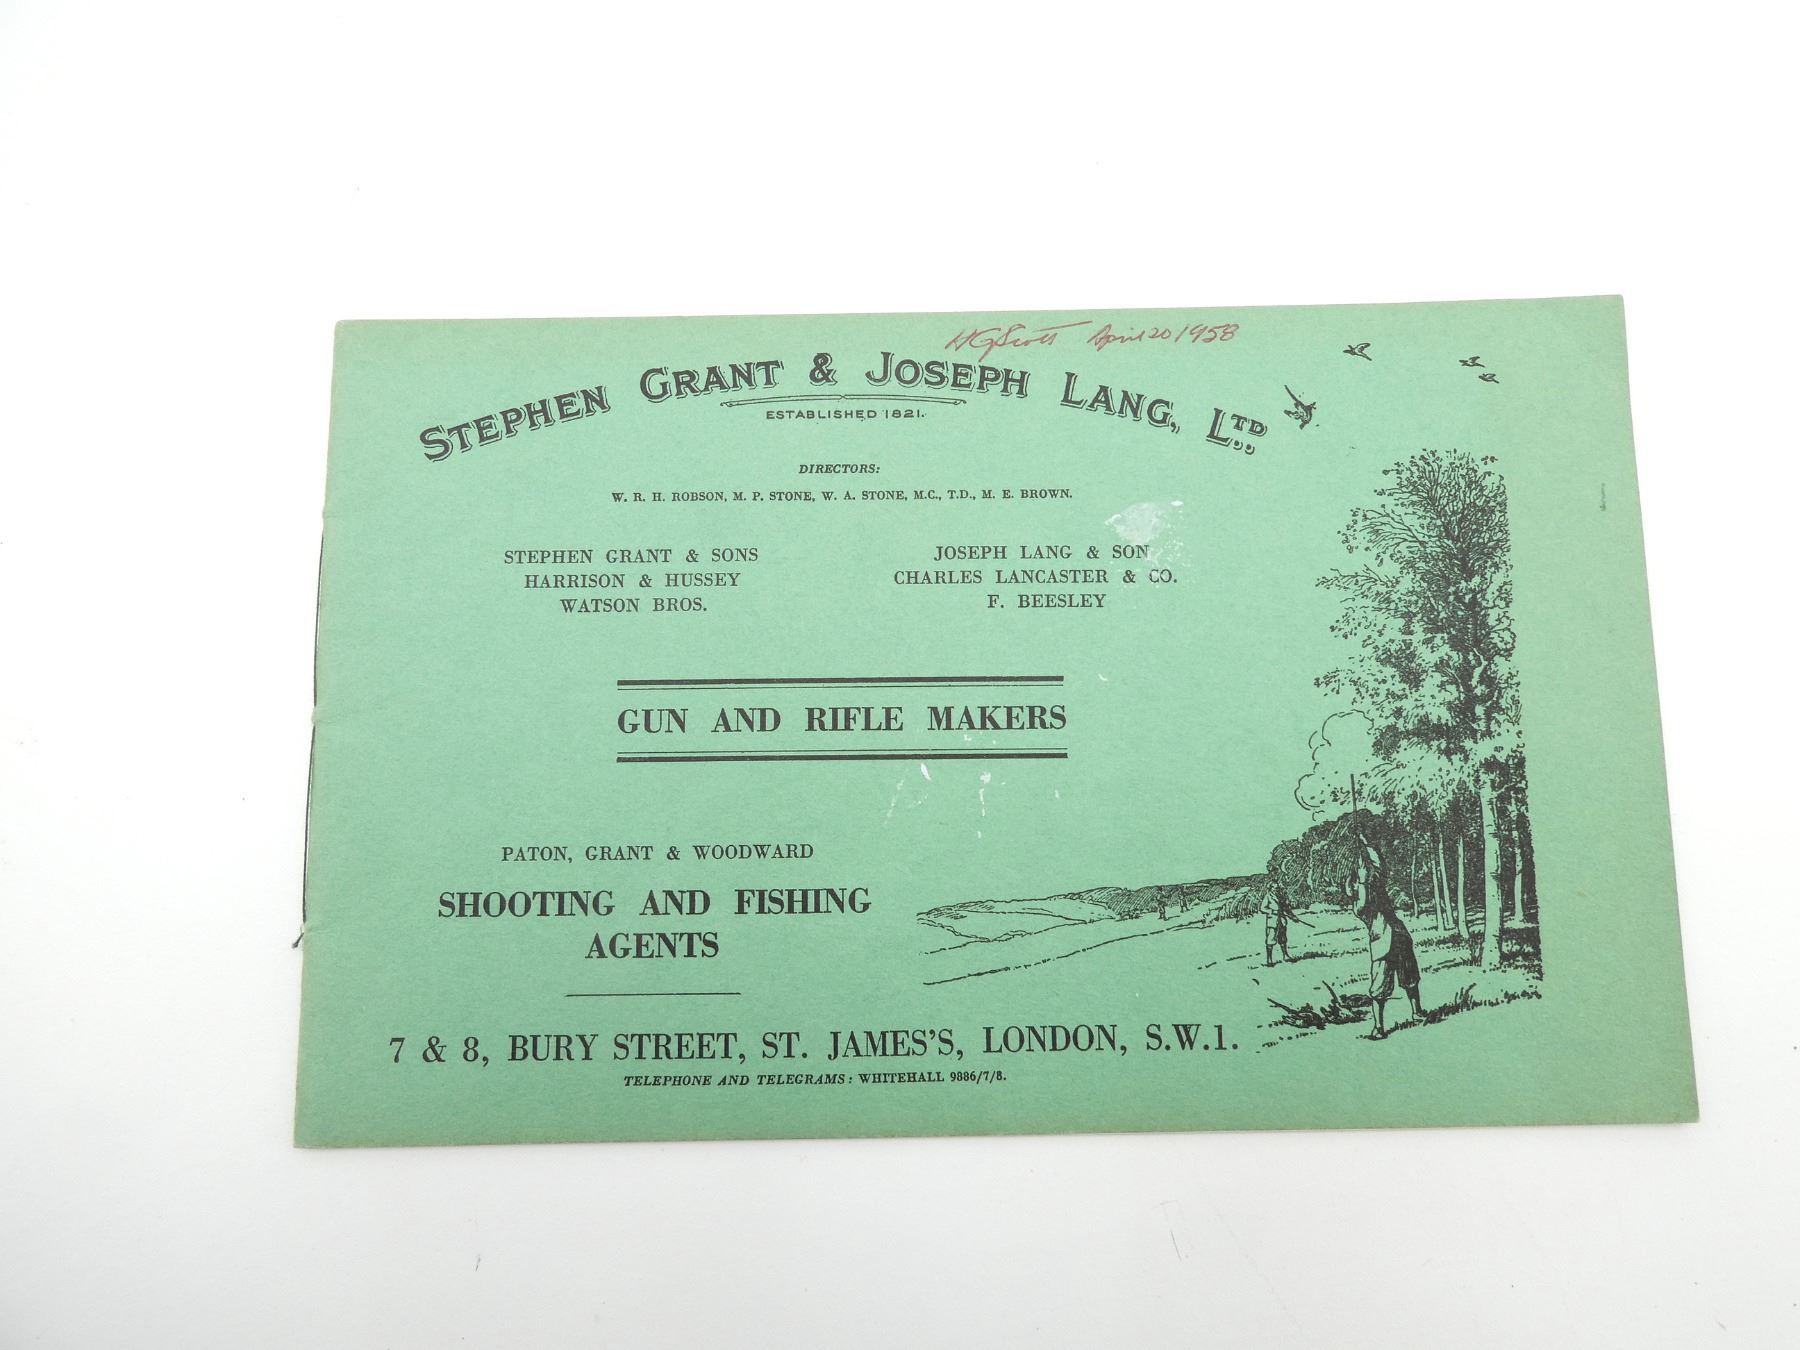 HG Scott April 20 1958
STEPHEN GRANT & JOSEPH LANG, LTD.
ESTABLISHED 1821.
DIRECTORS:
W. R. H. ROBSON, M. P. STONE, W. A. STONE, M.C., T.D., M. E. BROWN.
STEPHEN GRANT & SONS
HARRISON & HUSSEY
WATSON BROS.
JOSEPH LANG & SON
CHARLES LANCASTER & CO.
F. BEESLEY
GUN AND RIFLE MAKERS
PATON, GRANT & WOODWARD
SHOOTING AND FISHING
AGENTS
7 & 8, BURY STREET, ST. JAMES'S, LONDON, S.W.1.
TELEPHONE AND TELEGRAMS: WHITEHALL 9886/7/8.